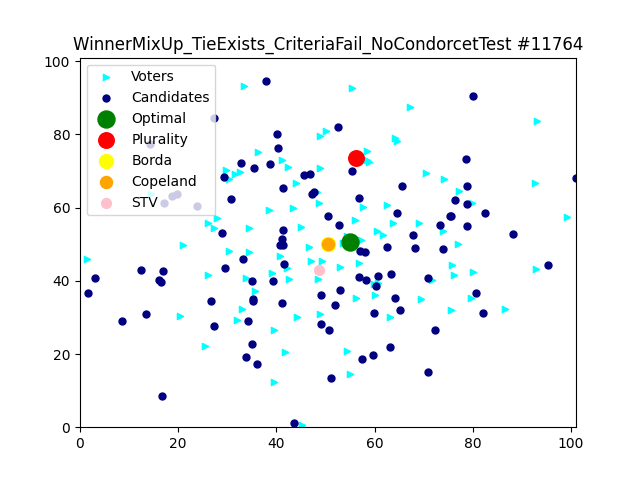 WinnerMixUp_TieExists_CriteriaFail_NoCondorcetTest #11764
100
80
60
40
20
0
Voters
Candidates
Optimal
Plurality
Borda
Copeland
STV
0 20 40 60 80 100